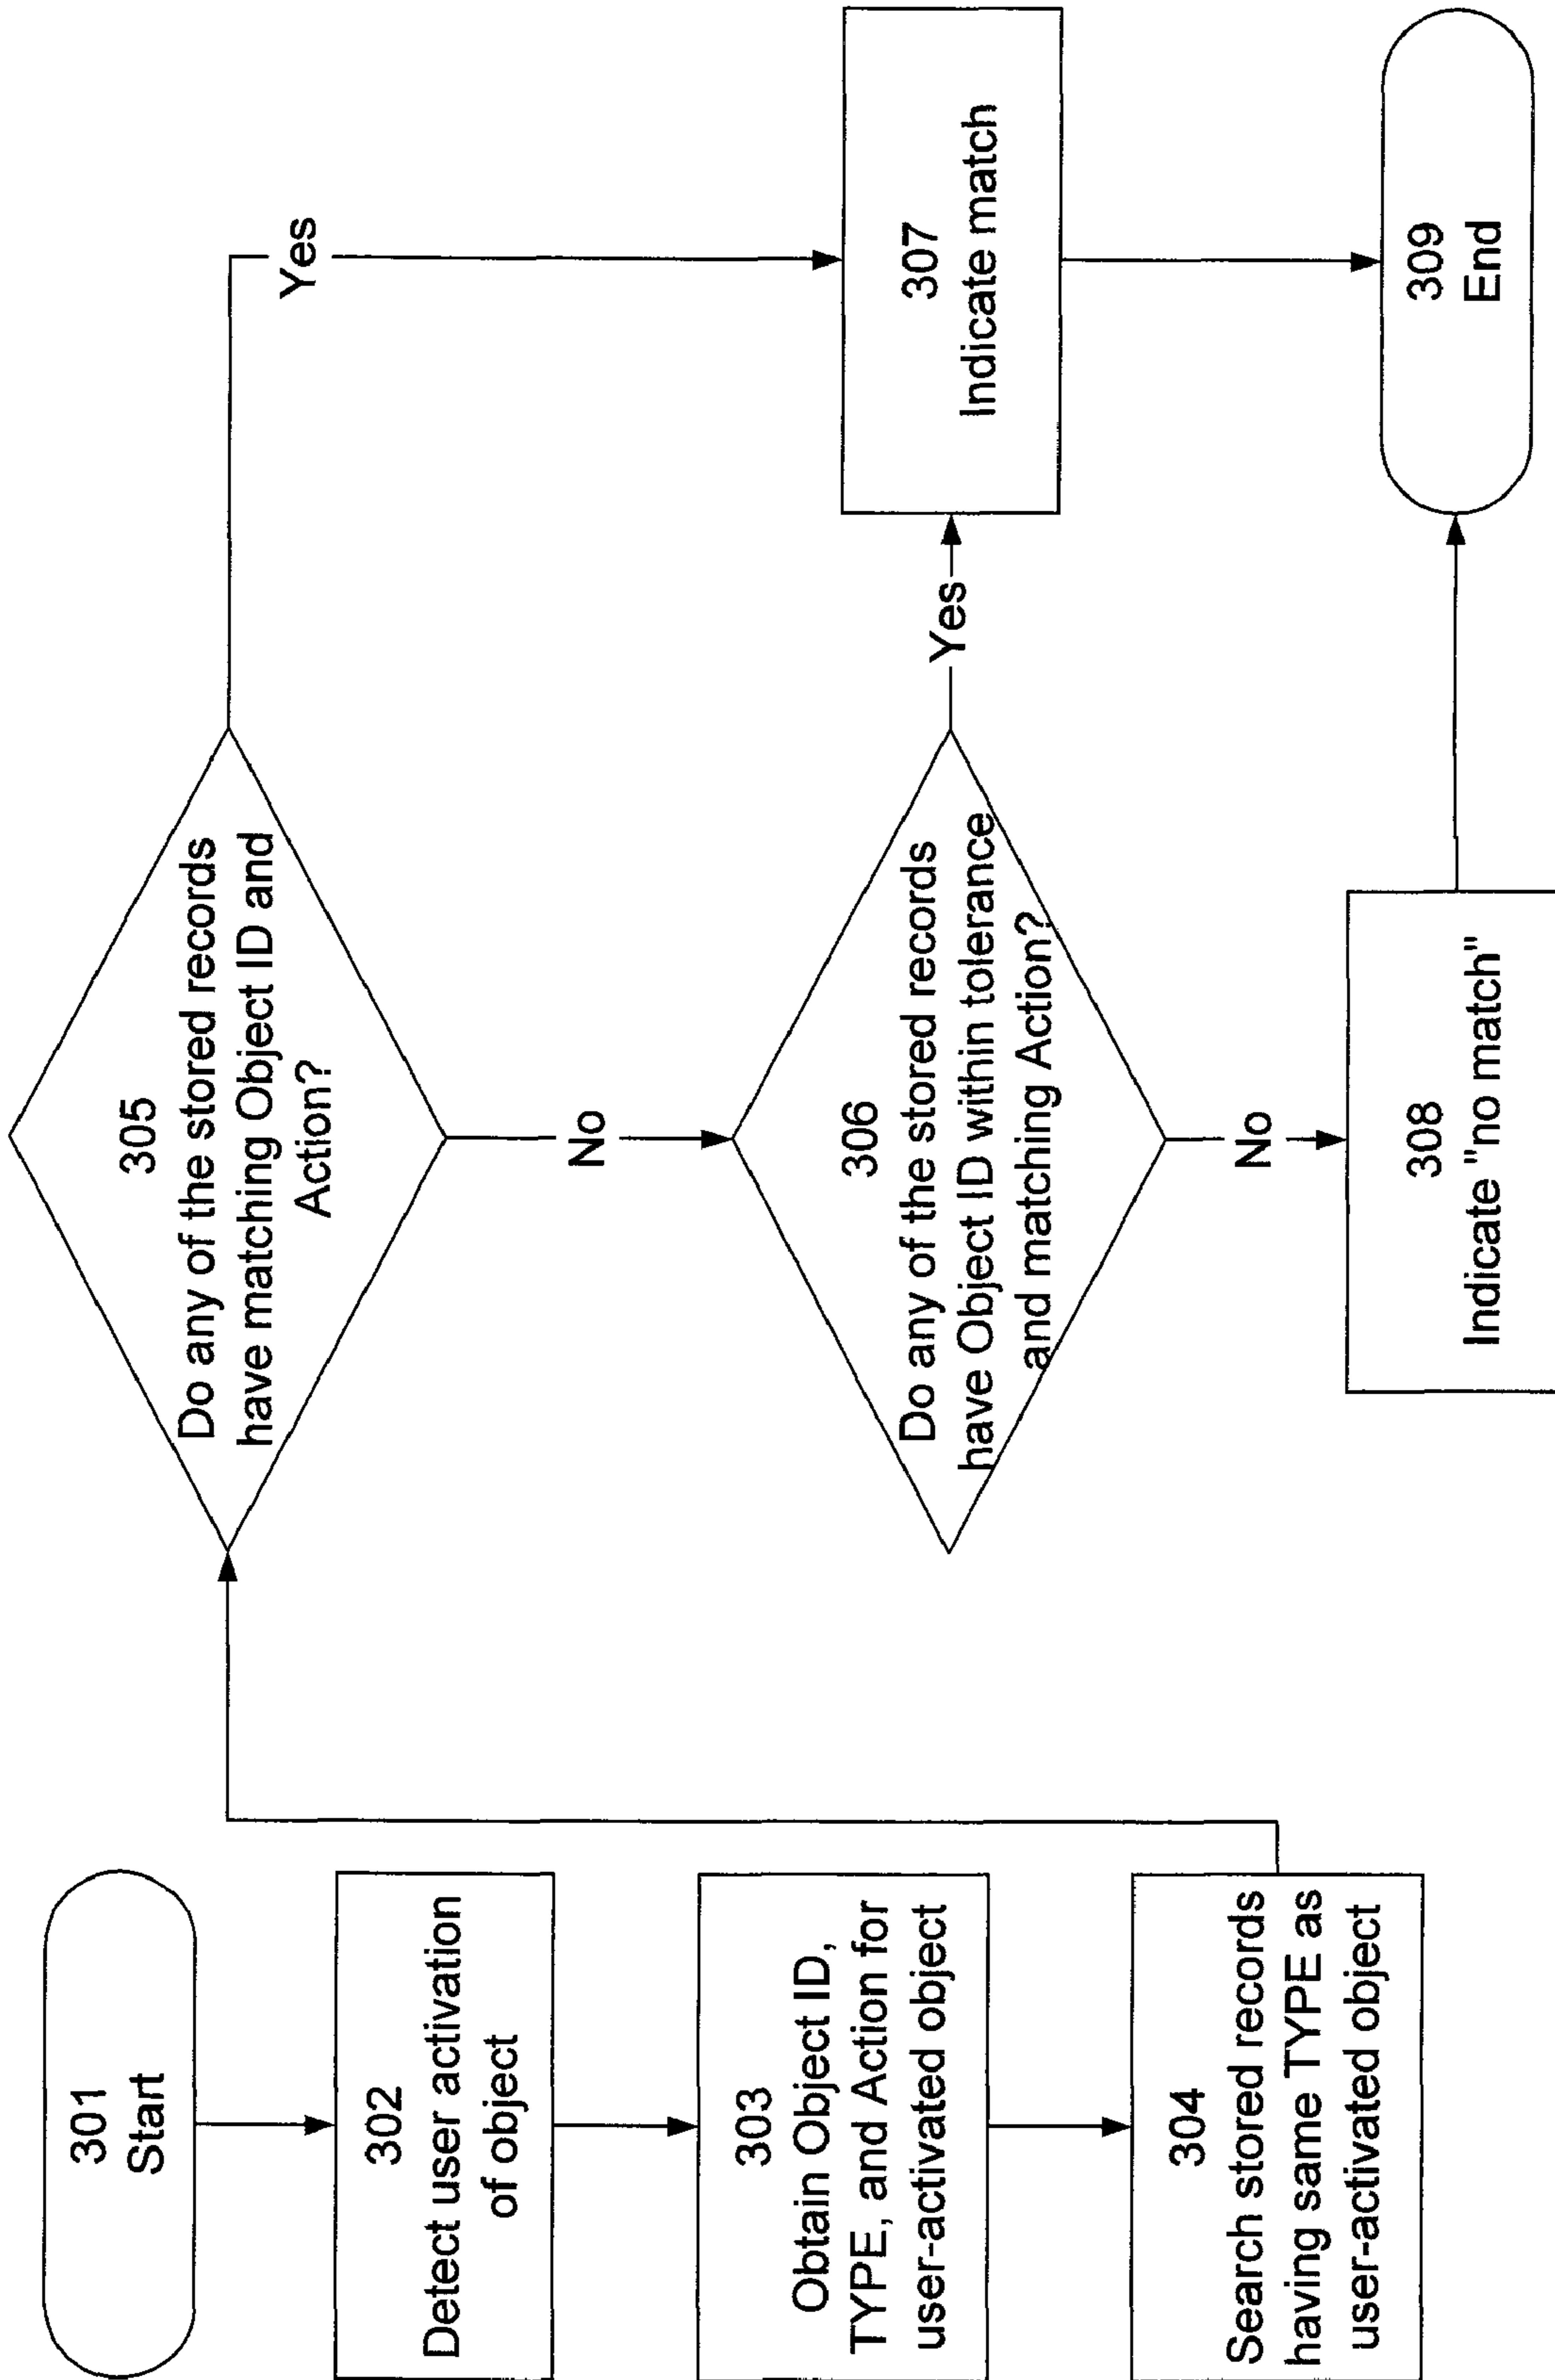 301
Start
302
Detect user activation
of object
303
Obtain Object ID,
TYPE, and Action for
user-activated object
304
Search stored records
having same TYPE as
user-activated object
305
Do any of the stored records
have matching Object ID and
Action?
Yes
No
306
Do any of the stored records
have Object ID within tolerance
and matching Action?
Yes
No
307
Indicate match
308
Indicate "no match"
309
End